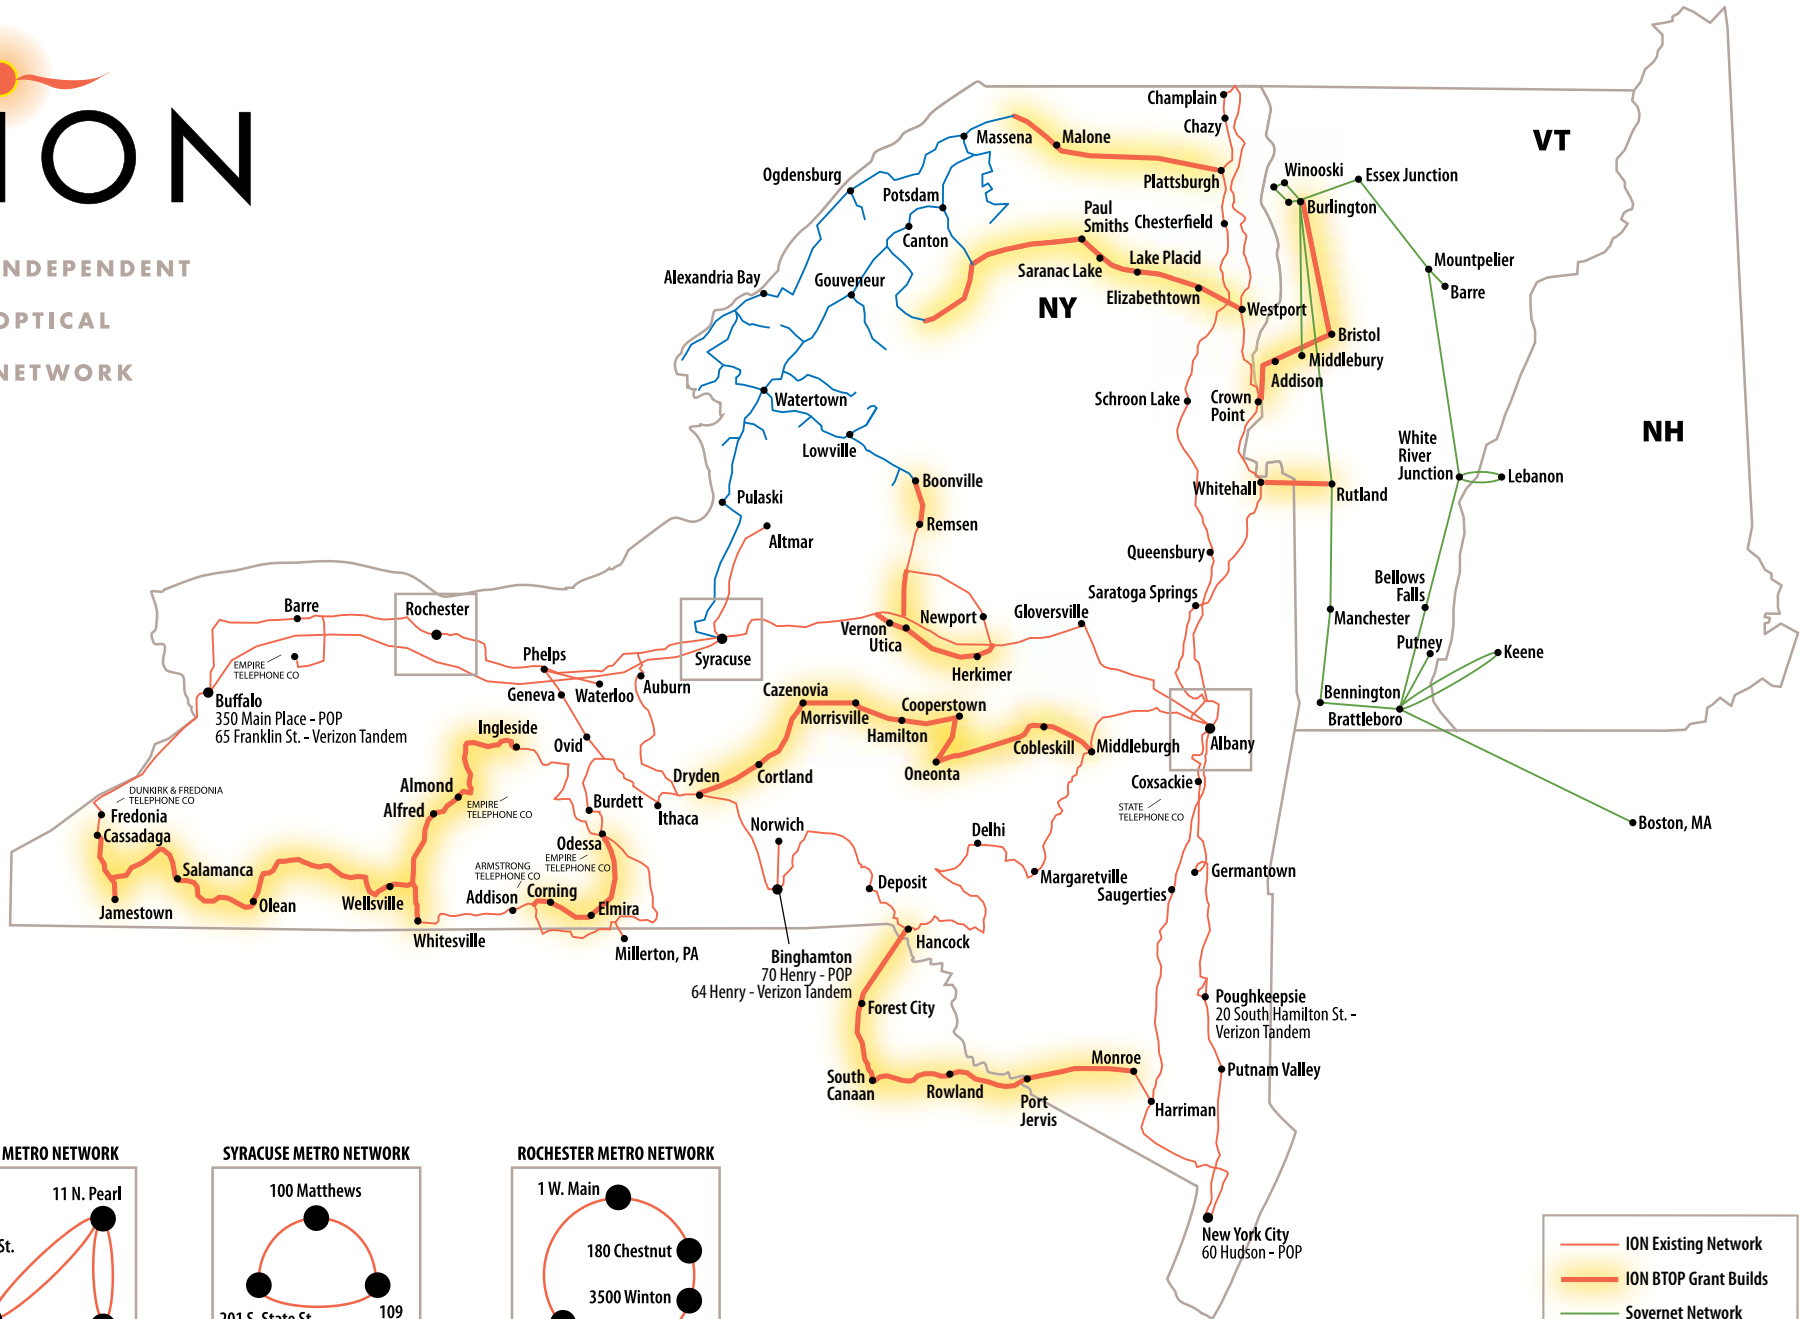 ION
INDEPENDENT
OPTICAL
NETWORK
NY
VT
NH
Champlain
Chazy
Massena
Malone
Plattsburgh
Ogdensburg
Potsdam
Canton
Paul
Smiths
Chesterfield
Saranac Lake
Lake Placid
Elizabethtown
Westport
Alexandria Bay
Gouveneur
Winooski
Essex Junction
Burlington
Mountpelier
Barre
Bristol
Middlebury
Addison
Watertown
Lowville
Schroon Lake
Crown
Point
White
River
Junction
Lebanon
Boonville
Whitehall
Rutland
Pulaski
Remsen
Altmar
Queensbury
Saratoga Springs
Bellows
Falls
Manchester
Putney
Keene
Bennington
Brattleboro
Boston, MA
Barre
Rochester
EMPIRE
TELEPHONE CO
Buffalo
350 Main Place - POP
65 Franklin St. - Verizon Tandem
Phelps
Geneva
Waterloo
Auburn
Syracuse
Vernon
Utica
Newport
Herkimer
Gloversville
Cazenovia
Morrisville
Hamilton
Cooperstown
Oneonta
Cobleskill
Middleburgh
Albany
Ingleside
Ovid
Almond
Alfred
EMPIRE
TELEPHONE CO
Dryden
Cortland
Burdett
Ithaca
Odessa
EMPIRE
TELEPHONE CO
Coxsackie
STATE
TELEPHONE CO
DUNKIRK & FREDONIA
TELEPHONE CO
Fredonia
Cassadaga
Salamanca
Jamestown
Olean
Wellsville
Whitesville
ARMSTRONG
TELEPHONE CO
Addison
Corning
Elmira
Millerton, PA
Norwich
Delhi
Deposit
Margaretville
Germantown
Saugerties
Hancock
Binghamton
70 Henry - POP
64 Henry - Verizon Tandem
Forest City
South
Canaan
Rowland
Port
Jervis
Monroe
Harriman
Poughkeepsie
20 South Hamilton St. -
Verizon Tandem
Putnam Valley
New York City
60 Hudson - POP
METRO NETWORK
11 N. Pearl
St.
SYRACUSE METRO NETWORK
100 Matthews
201 S. State St.
109
ROCHESTER METRO NETWORK
1 W. Main
180 Chestnut
3500 Winton
ION Existing Network
ION BTOP Grant Builds
Sovernet Network